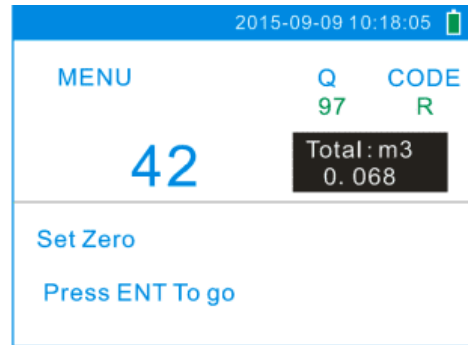 2015-09-09 10:18:05
MENU Q CODE
97 R
42
Total:m3
0.068
Set Zero
Press ENT To go